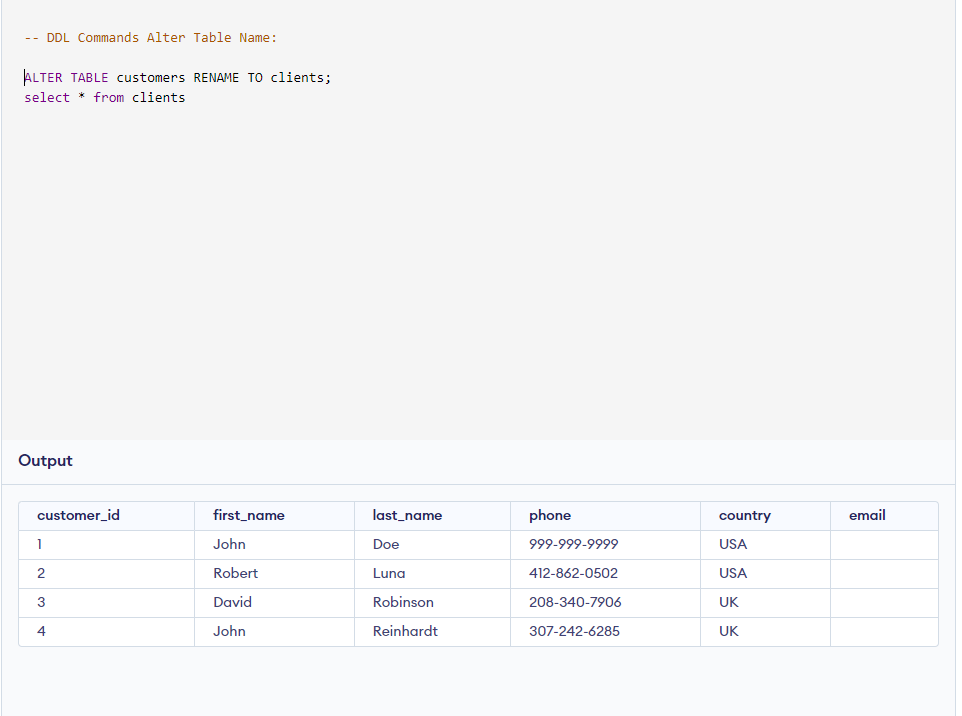 -- DDL Commands Alter Table Name:
ALTER TABLE customers RENAME TO clients;
select * from clients
Output
customer_id first_name last_name phone country email
1 John Doe 999-999-9999 USA
2 Robert Luna 412-862-0502 USA
3 David Robinson 208-340-7906 UK
4 John Reinhardt 307-242-6285 UK